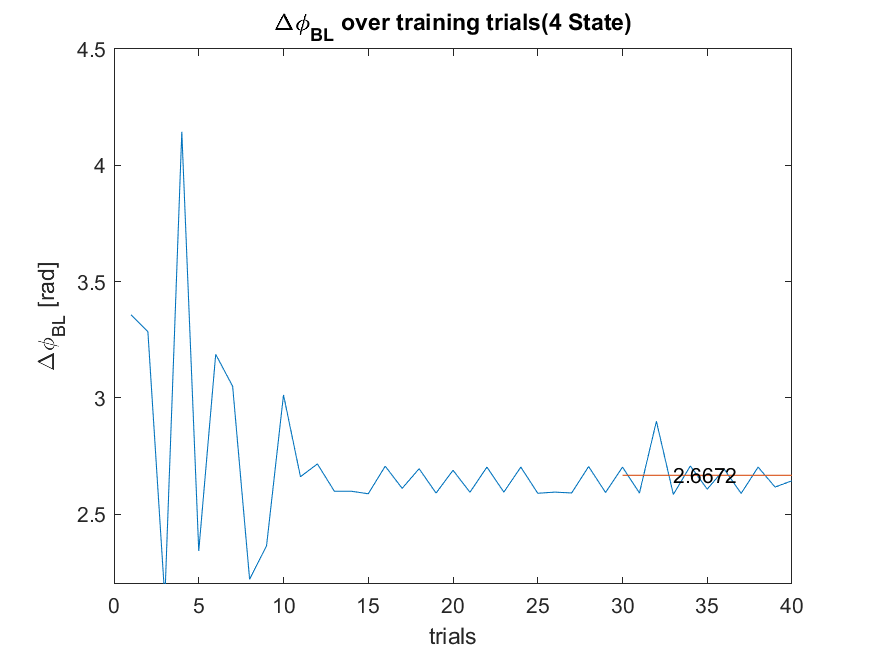 Δϕ_BL over training trials(4 State)
4.5
4
3.5
3
2.5
Δϕ_BL [rad]
2.6672
0 5 10 15 20 25 30 35 40
trials